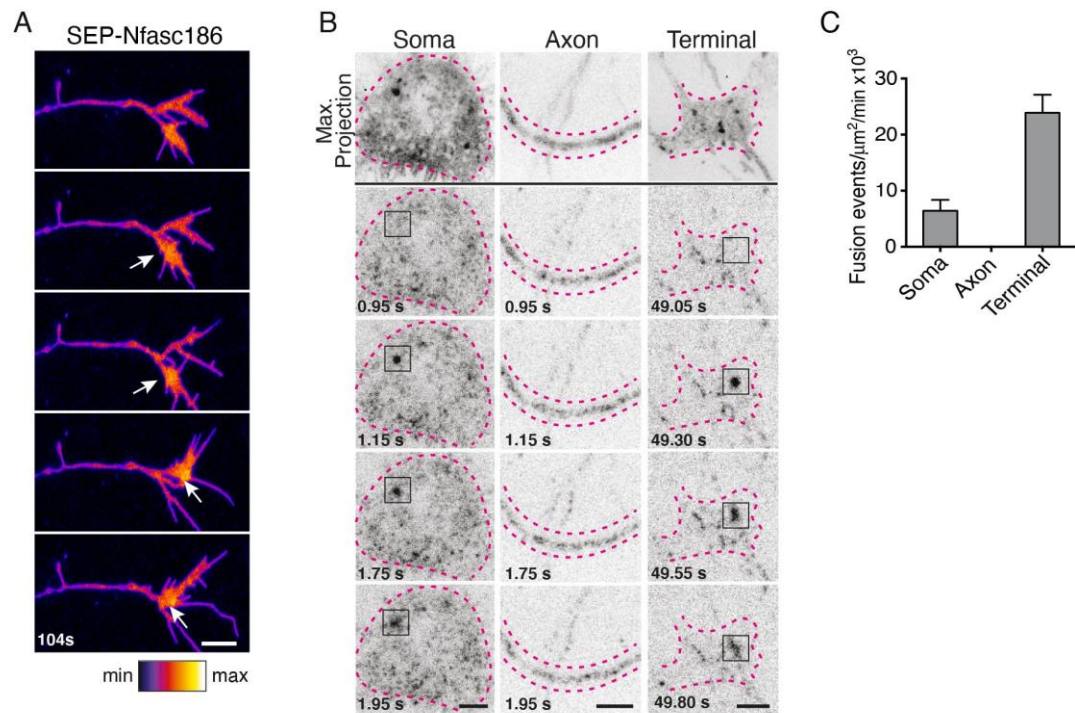 A
SEP-Nfasc186
104s
min
max
B
Soma
Axon
Terminal
Max.
Projection
0.95 s
0.95 s
49.05 s
1.15 s
1.15 s
49.30 s
1.75 s
1.75 s
49.55 s
1.95 s
1.95 s
49.80 s
C
Fusion events/μm²/min x10³
30
20
10
0
Soma
Axon
Terminal